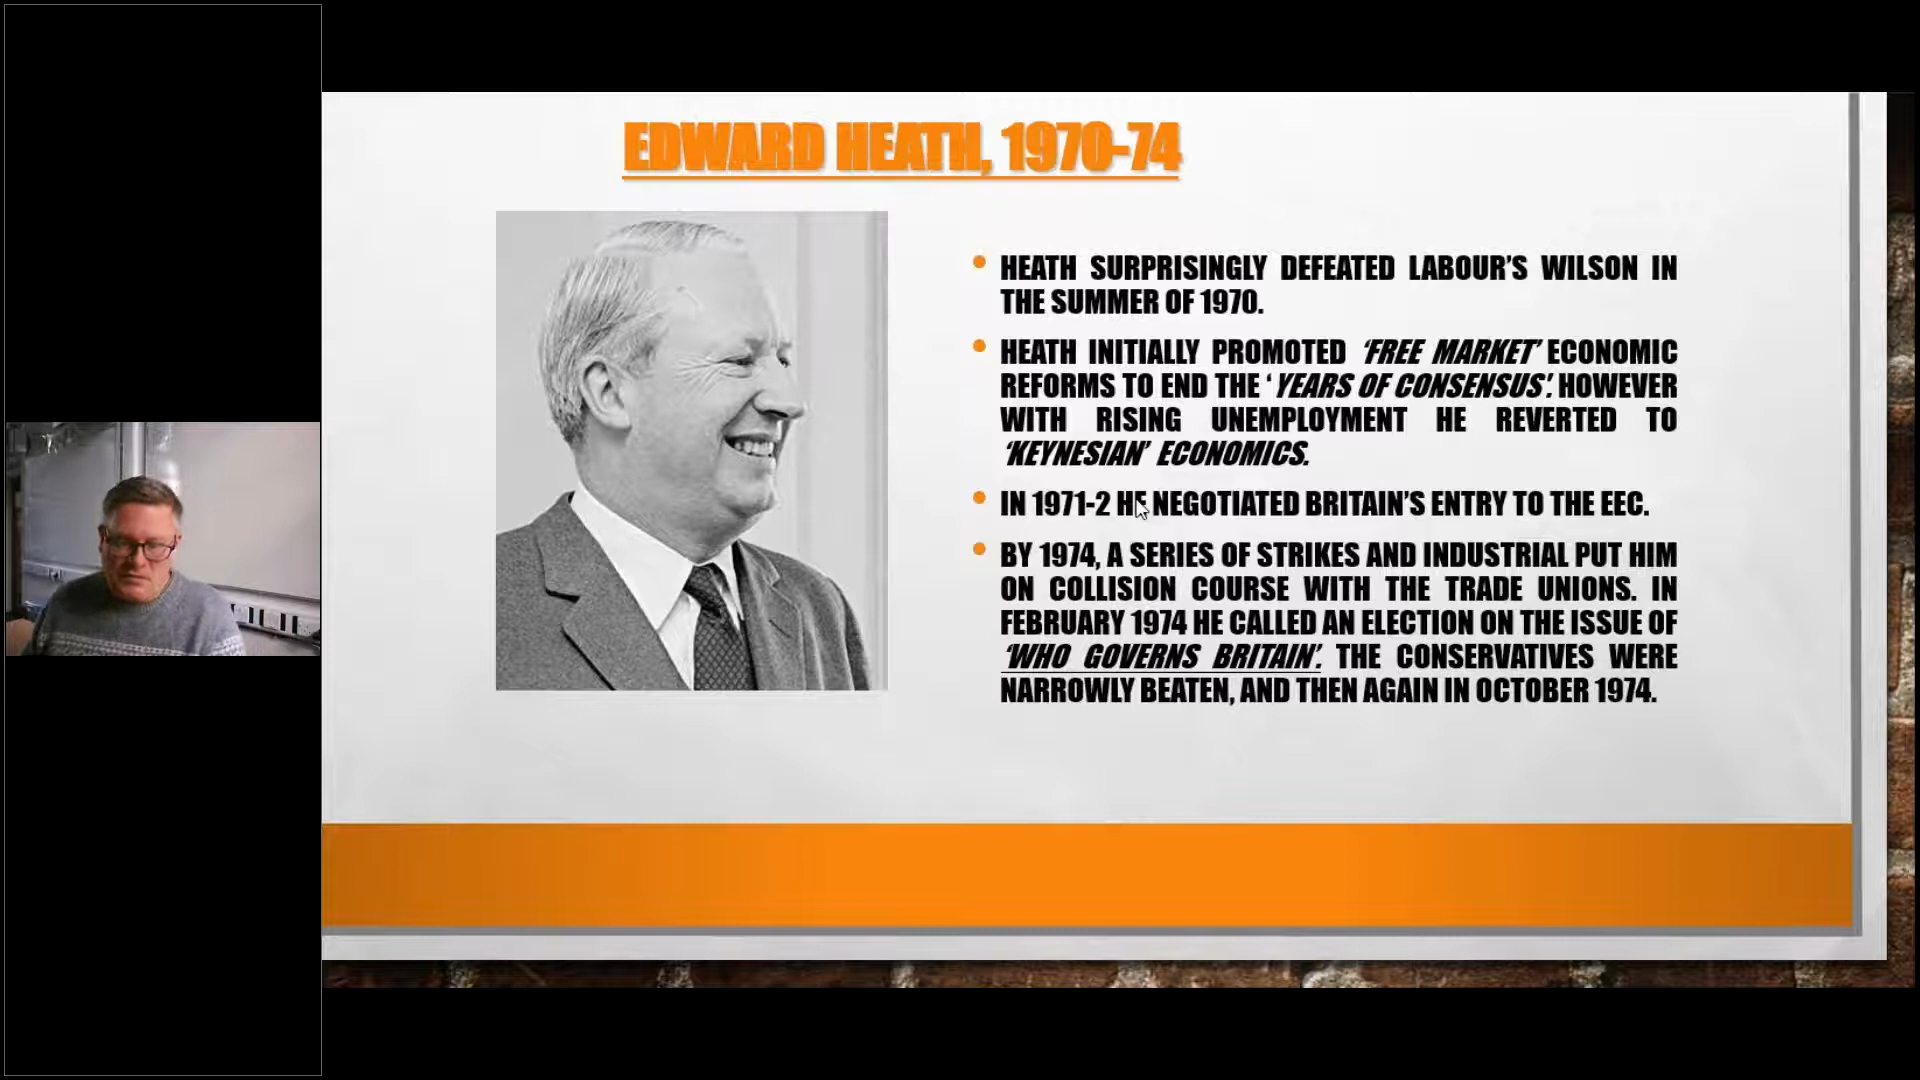 EDWARD HEATH, 1970-74
• HEATH SURPRISINGLY DEFEATED LABOUR'S WILSON IN
THE SUMMER OF 1970.
• HEATH INITIALLY PROMOTED 'FREE MARKET' ECONOMIC
REFORMS TO END THE 'YEARS OF CONSENSUS'. HOWEVER
WITH RISING UNEMPLOYMENT HE REVERTED TO
'KEYNESIAN' ECONOMICS.
• IN 1971-2 HE NEGOTIATED BRITAIN'S ENTRY TO THE EEC.
• BY 1974, A SERIES OF STRIKES AND INDUSTRIAL PUT HIM
ON COLLISION COURSE WITH THE TRADE UNIONS. IN
FEBRUARY 1974 HE CALLED AN ELECTION ON THE ISSUE OF
'WHO GOVERNS BRITAIN'. THE CONSERVATIVES WERE
NARROWLY BEATEN, AND THEN AGAIN IN OCTOBER 1974.